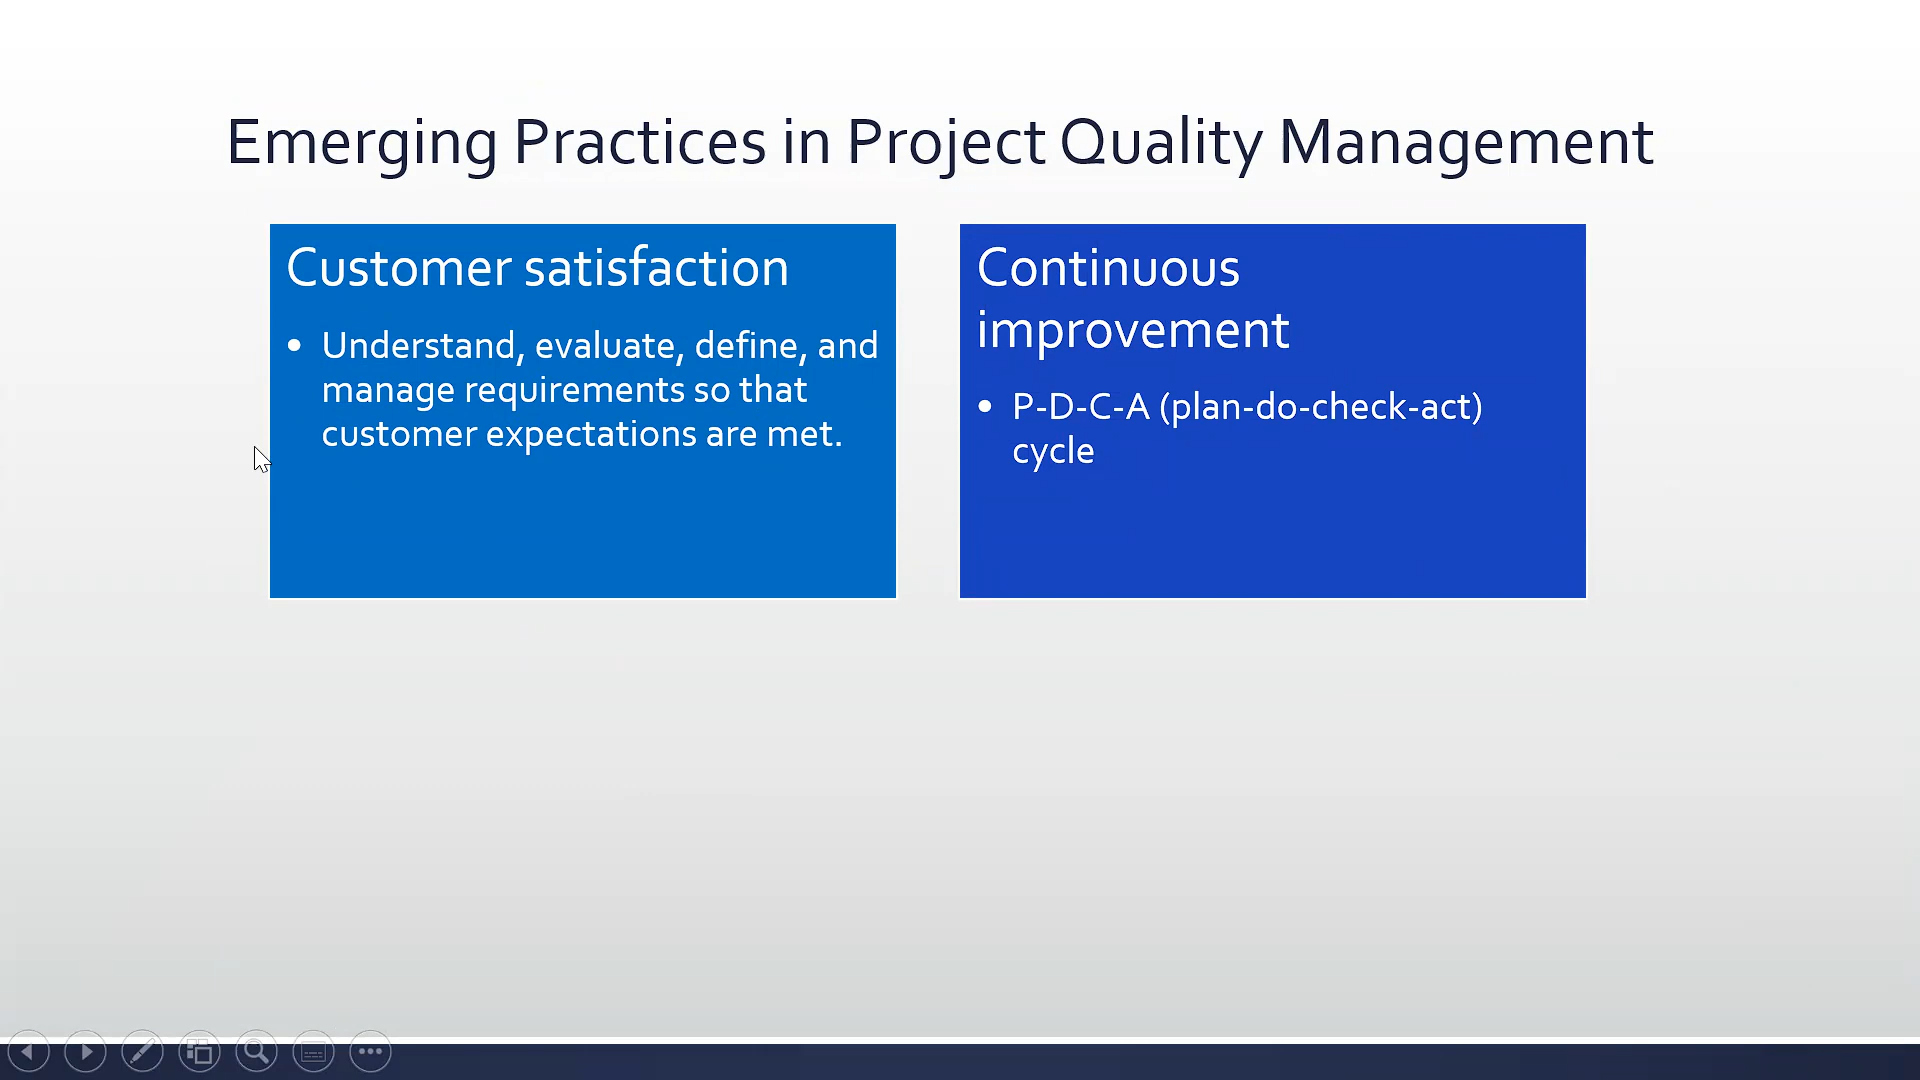 Emerging Practices in Project Quality Management
Customer satisfaction
• Understand, evaluate, define, and
manage requirements so that
customer expectations are met.
Continuous
improvement
• P-D-C-A (plan-do-check-act)
cycle